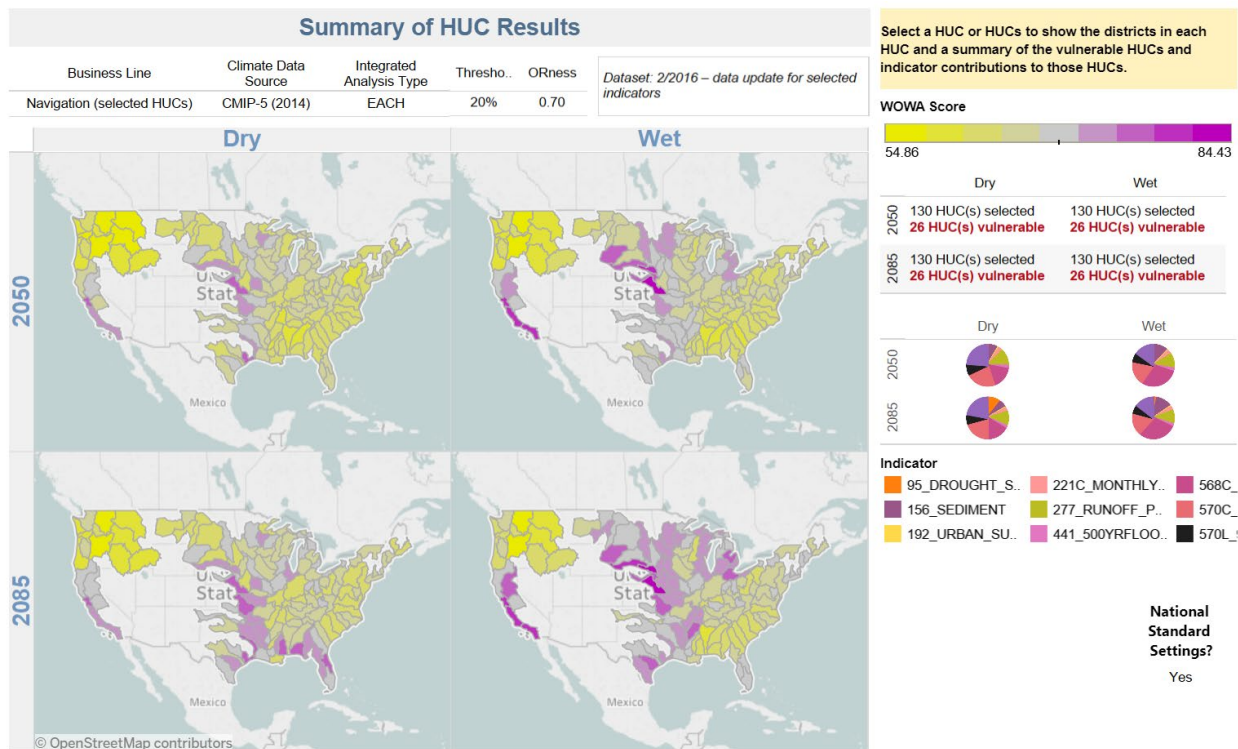 Summary of HUC Results
Business Line
Climate Data
Source
Integrated
Analysis Type
Thresho..
ORness
Navigation (selected HUCs)
CMIP-5 (2014)
EACH
20%
0.70
Dataset: 2/2016 – data update for selected
indicators
Dry
Wet
2050
Stat
Mexico
Stat
Mexico
2085
Stat
Mexico
Stat
Mexico
© OpenStreetMap contributors
Select a HUC or HUCs to show the districts in each
HUC and a summary of the vulnerable HUCs and
indicator contributions to those HUCs.
WOWA Score
54.86
84.43
Dry
Wet
2050
130 HUC(s) selected
26 HUC(s) vulnerable
130 HUC(s) selected
26 HUC(s) vulnerable
2085
130 HUC(s) selected
26 HUC(s) vulnerable
130 HUC(s) selected
26 HUC(s) vulnerable
Dry
Wet
2050
2085
Indicator
95_DROUGHT_S..
221C_MONTHLY..
568C_
156_SEDIMENT
277_RUNOFF_P..
570C_
192_URBAN_SU..
441_500YRFLOO..
570L_
National
Standard
Settings?
Yes